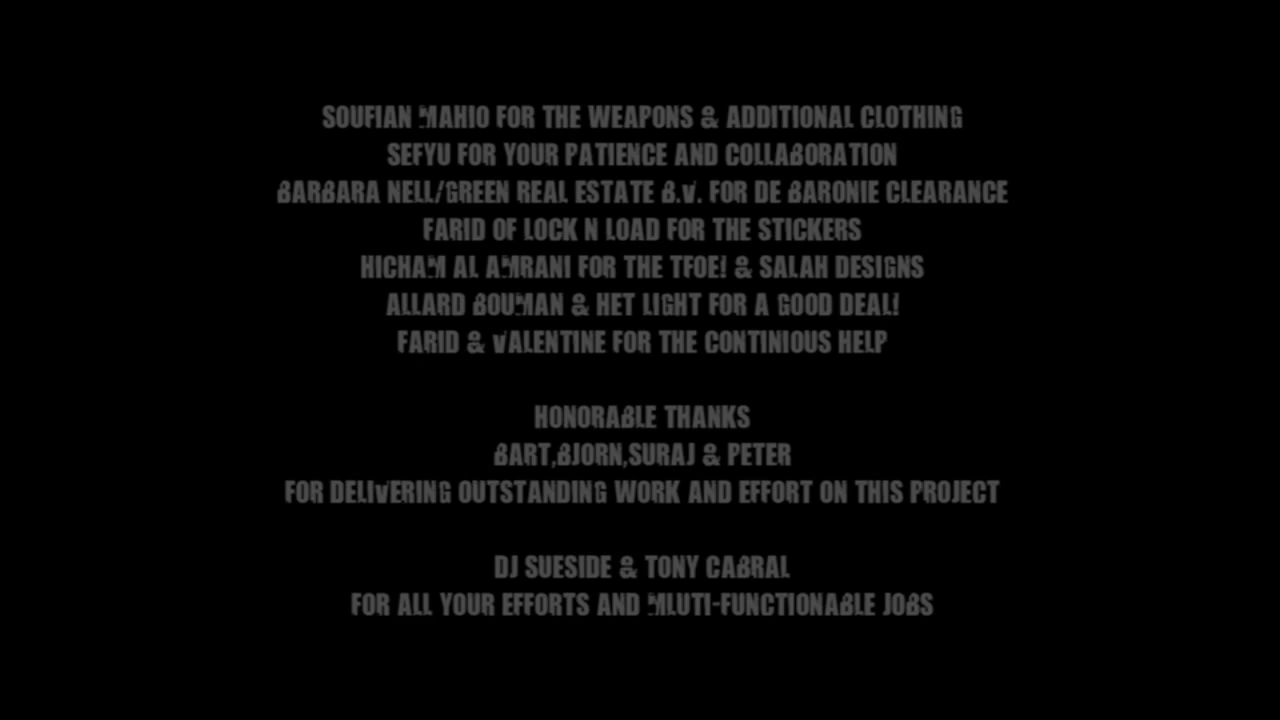 SOUFIAN MAHIO FOR THE WEAPONS & ADDITIONAL CLOTHING
SEFYU FOR YOUR PATIENCE AND COLLABORATION
BARBARA NELL/GREEN REAL ESTATE B.V. FOR DE BARONIE CLEARANCE
FARID OF LOCK N LOAD FOR THE STICKERS
HICHAM AL AMRANI FOR THE TFOE! & SALAH DESIGNS
ALLARD BOUMAN & HET LIGHT FOR A GOOD DEAL!
FARID & VALENTINE FOR THE CONTINIOUS HELP
HONORABLE THANKS
BART,BJORN,SURAJ & PETER
FOR DELIVERING OUTSTANDING WORK AND EFFORT ON THIS PROJECT
DJ SUESIDE & TONY CABRAL
FOR ALL YOUR EFFORTS AND MLUTI-FUNCTIONABLE JOBS